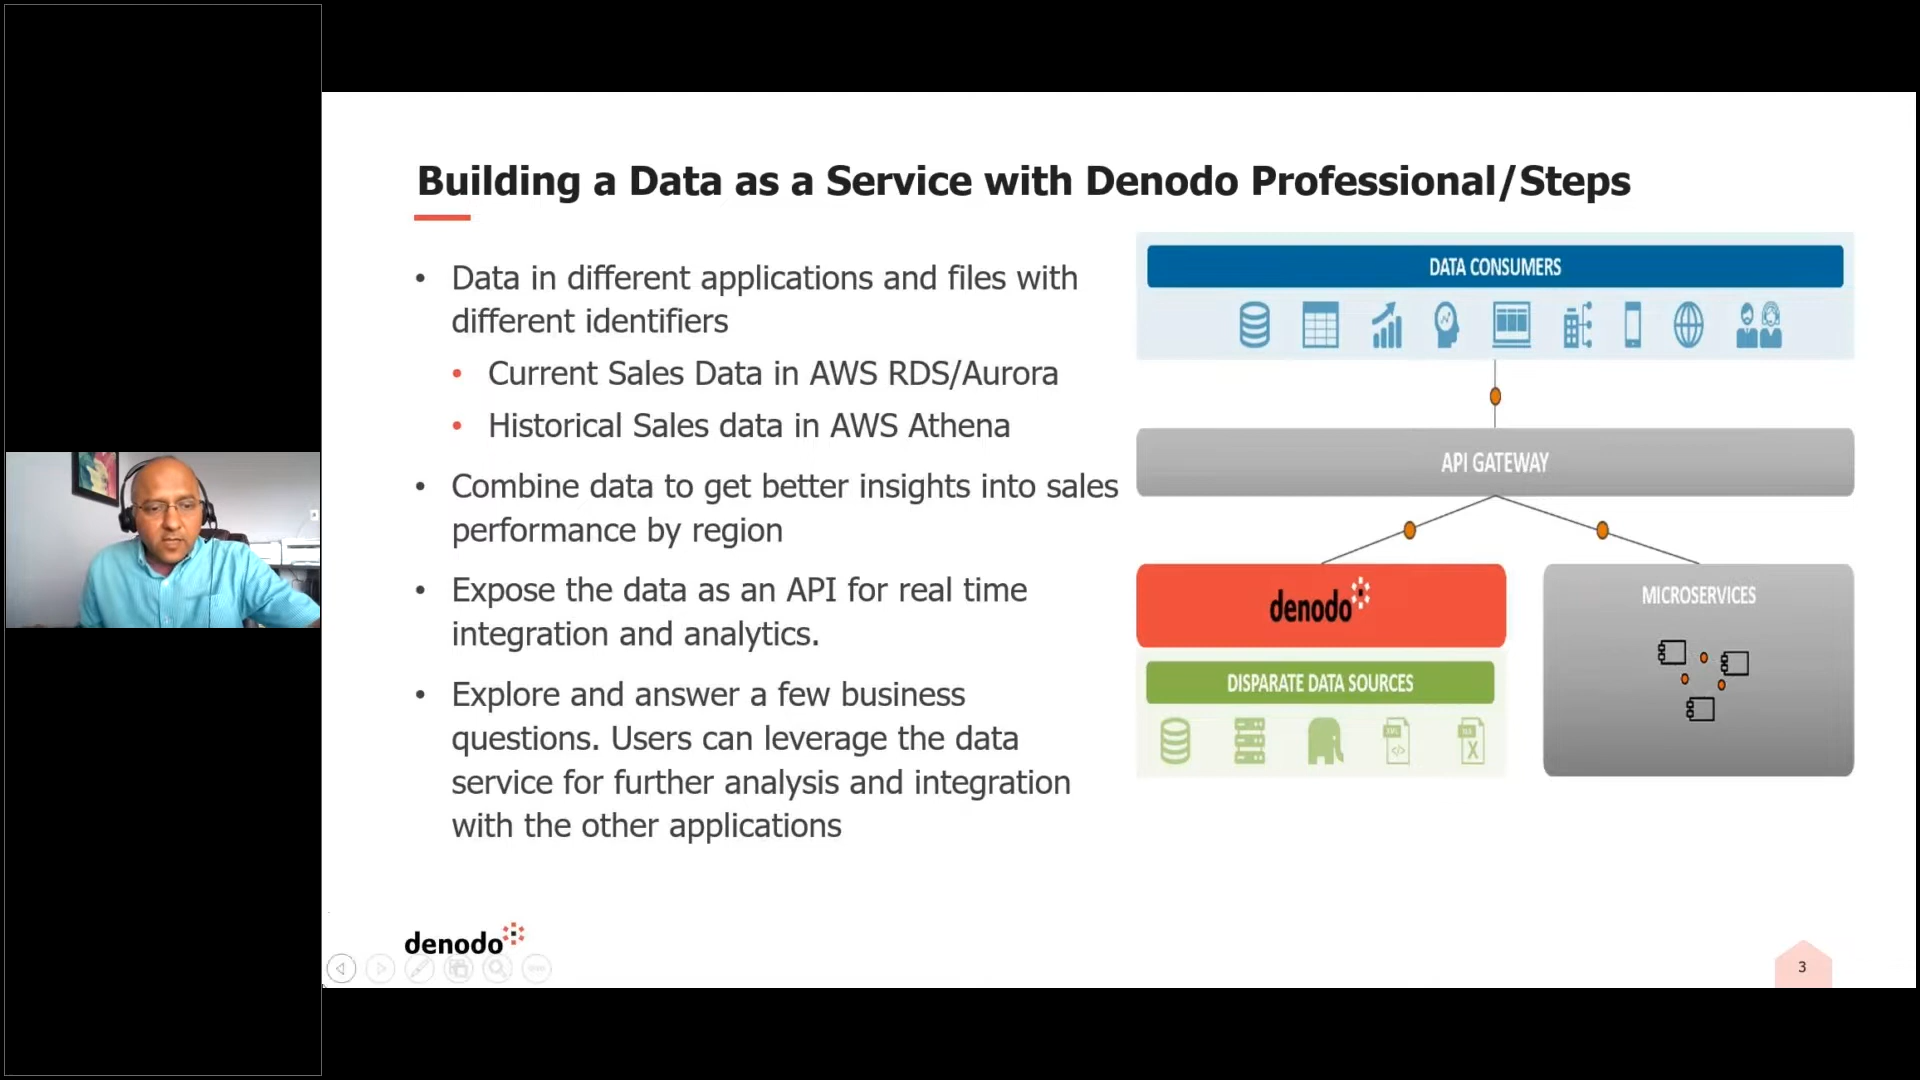 Building a Data as a Service with Denodo Professional/Steps
• Data in different applications and files with
different identifiers
• Current Sales Data in AWS RDS/Aurora
• Historical Sales data in AWS Athena
• Combine data to get better insights into sales
performance by region
• Expose the data as an API for real time
integration and analytics.
• Explore and answer a few business
questions. Users can leverage the data
service for further analysis and integration
with the other applications
DATA CONSUMERS
API GATEWAY
denodo
MICROSERVICES
DISPARATE DATA SOURCES
denodo
3